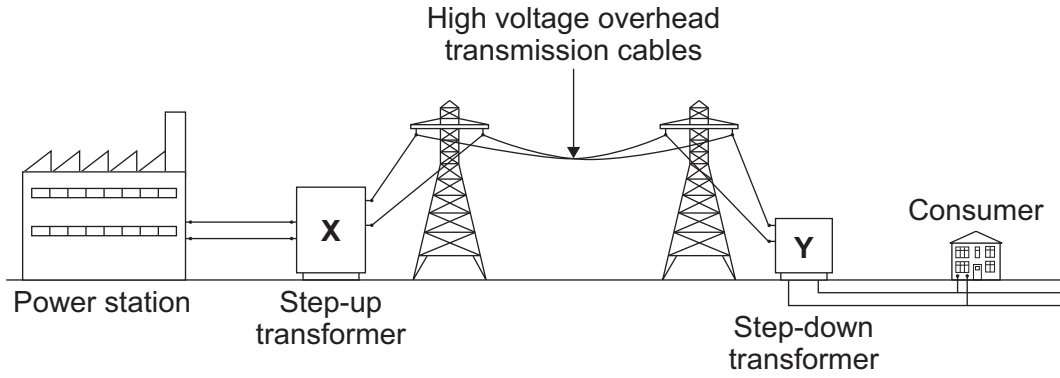 High voltage overhead
transmission cables
X
Y
Consumer
Power station
Step-up
transformer
Step-down
transformer